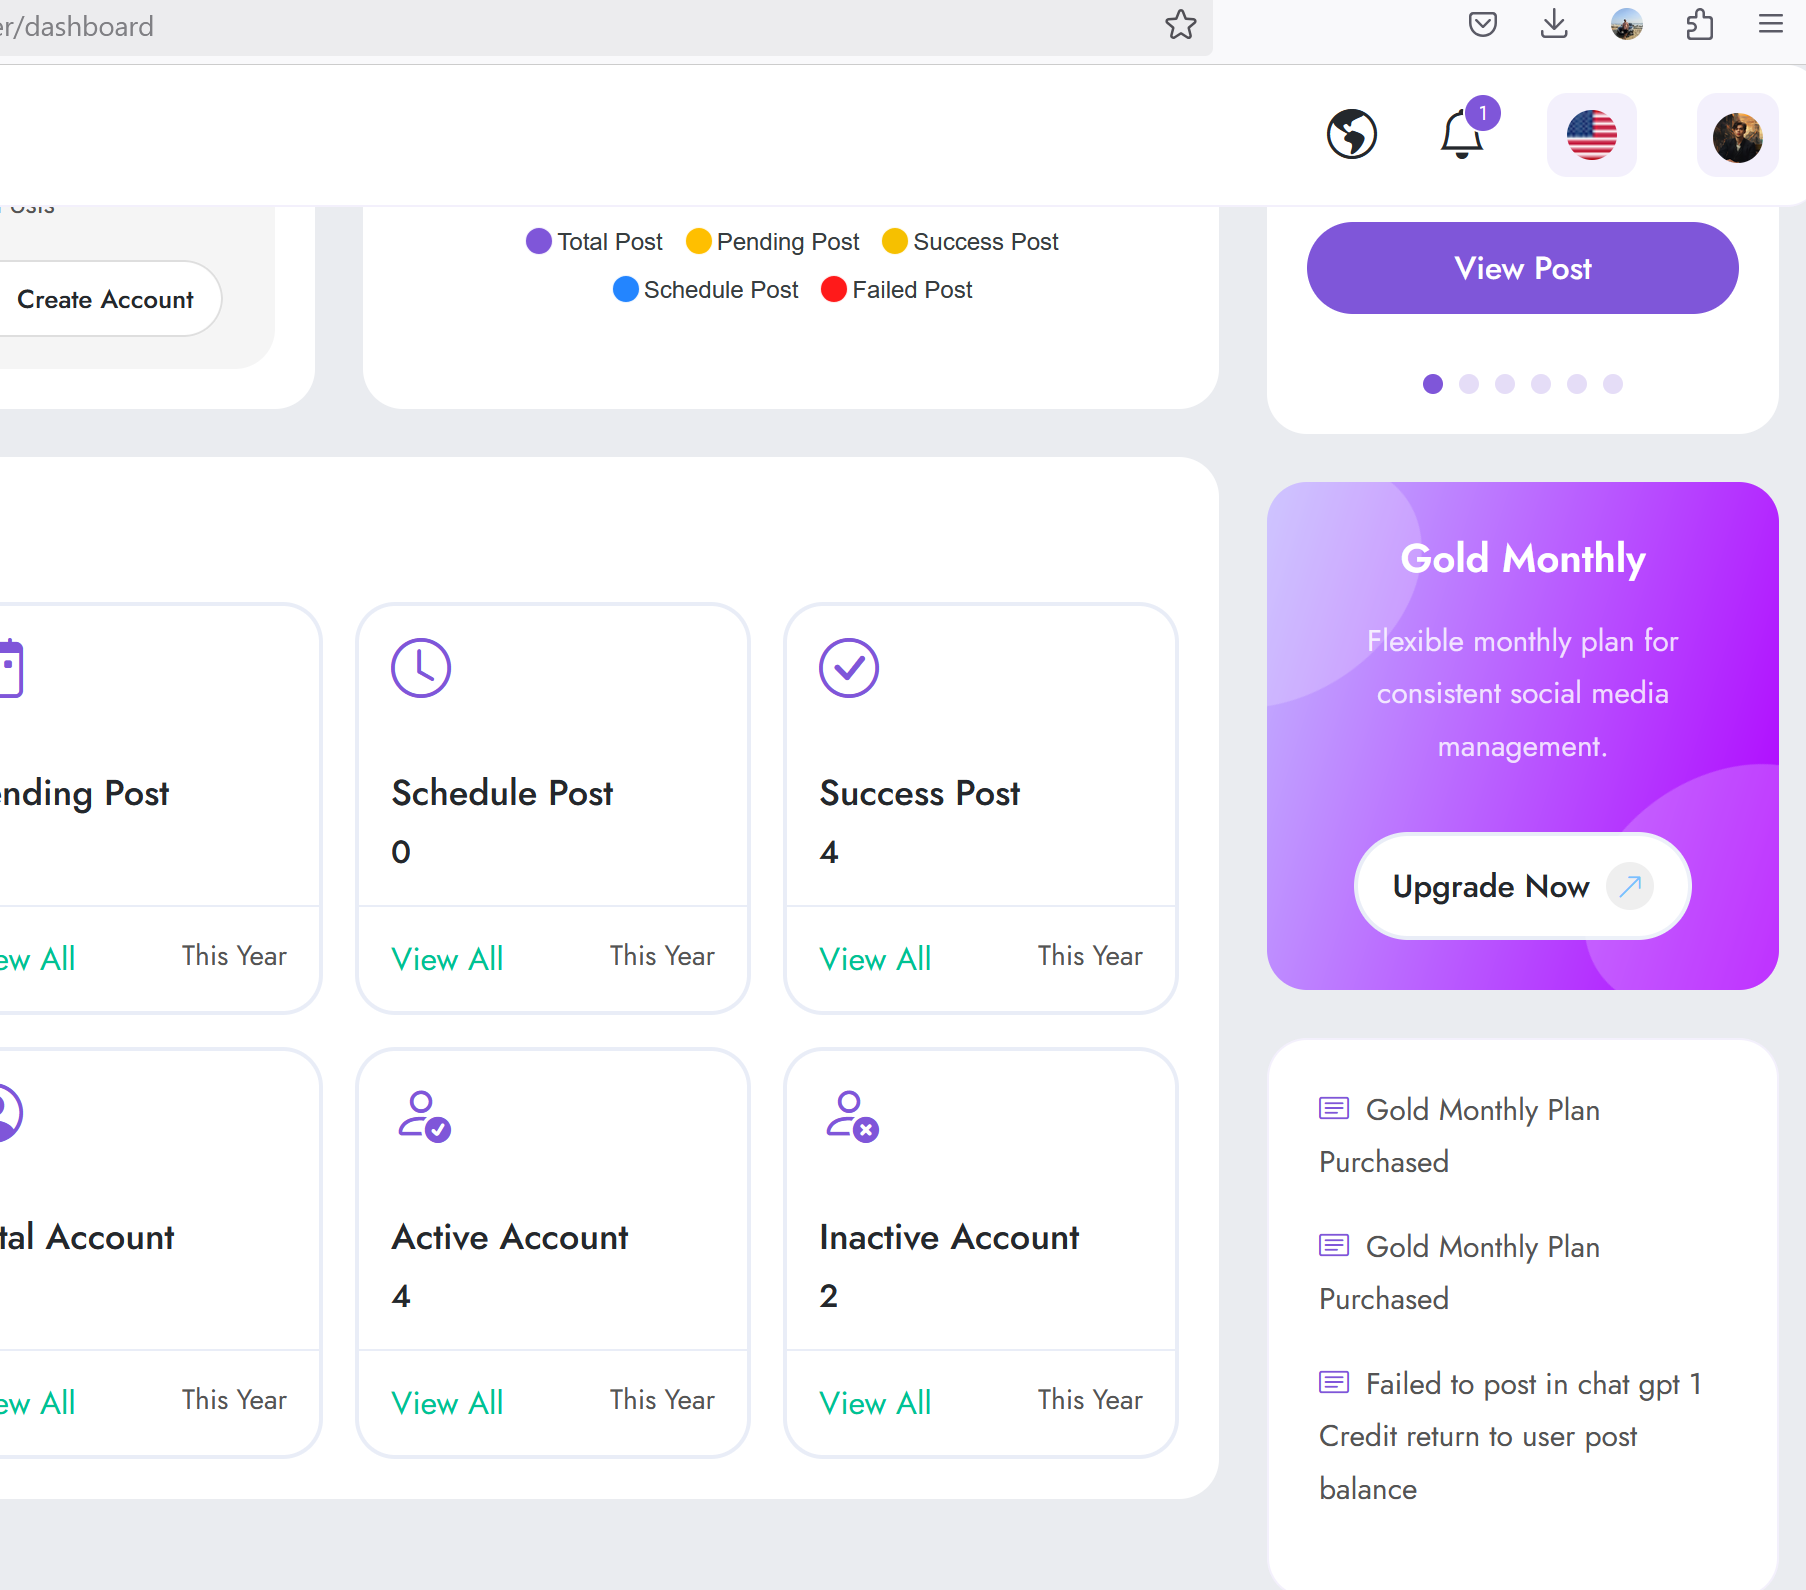 er/dashboard
1
Posts
Total Post Pending Post Success Post
Schedule Post Failed Post
Create Account
View Post
Gold Monthly
Flexible monthly plan for
consistent social media
management.
Upgrade Now
nding Post
Schedule Post
0
Success Post
4
ew All This Year
View All This Year
View All This Year
tal Account
Active Account
4
Inactive Account
2
ew All This Year
View All This Year
View All This Year
Gold Monthly Plan
Purchased
Gold Monthly Plan
Purchased
Failed to post in chat gpt 1
Credit return to user post
balance